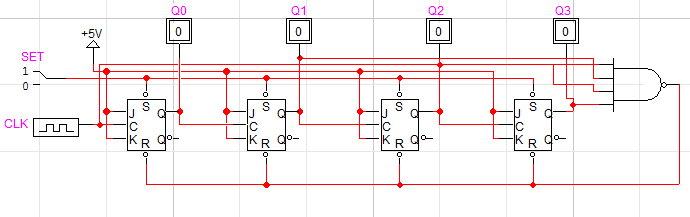 Q0 Q1 Q2 Q3
0 0 0 0
+5V
SET
1
0
S S S S
J Q J Q J Q J Q
CLK C C C C
K Q K Q K Q K Q
R R R R